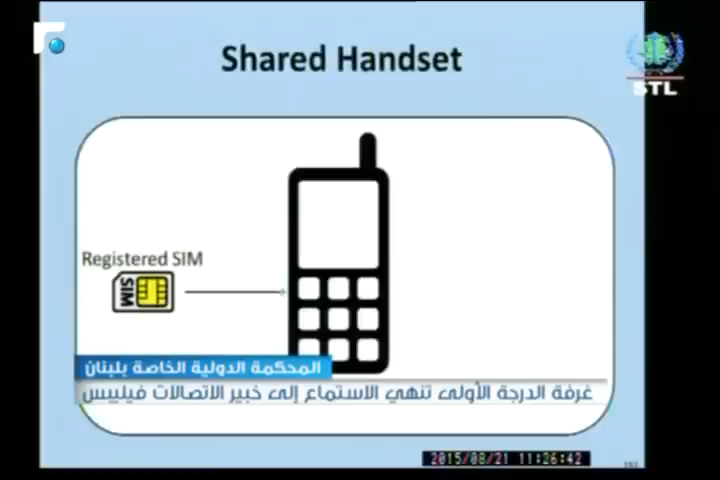 Shared Handset
STL
Registered SIM
SIM
المحكمة الدولية الخاصة بلبنان
غرفة الدرجة الأولى تنهي الاستماع إلى خبير الاتصالات فيليبس
2015/08/21 11:26:42